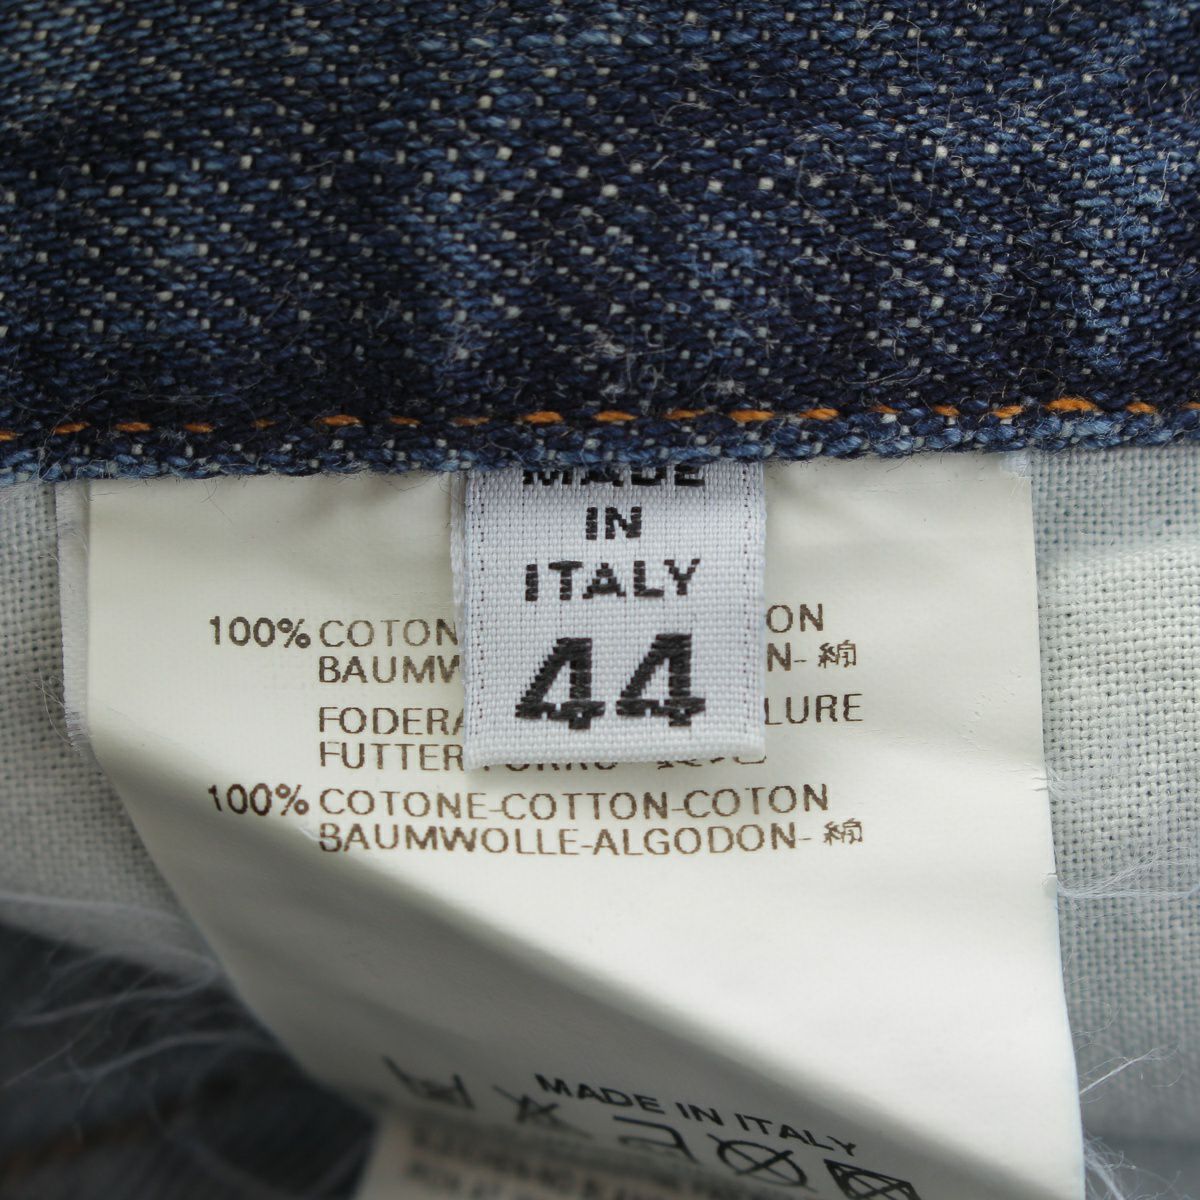 MADE
IN
ITALY
44
100% COTON
ON
BAUMW
N- 綿
FODERA
LURE
FUTTER
100% COTONE-COTTON-COTON
BAUMWOLLE-ALGODON- 綿
MADE IN ITALY